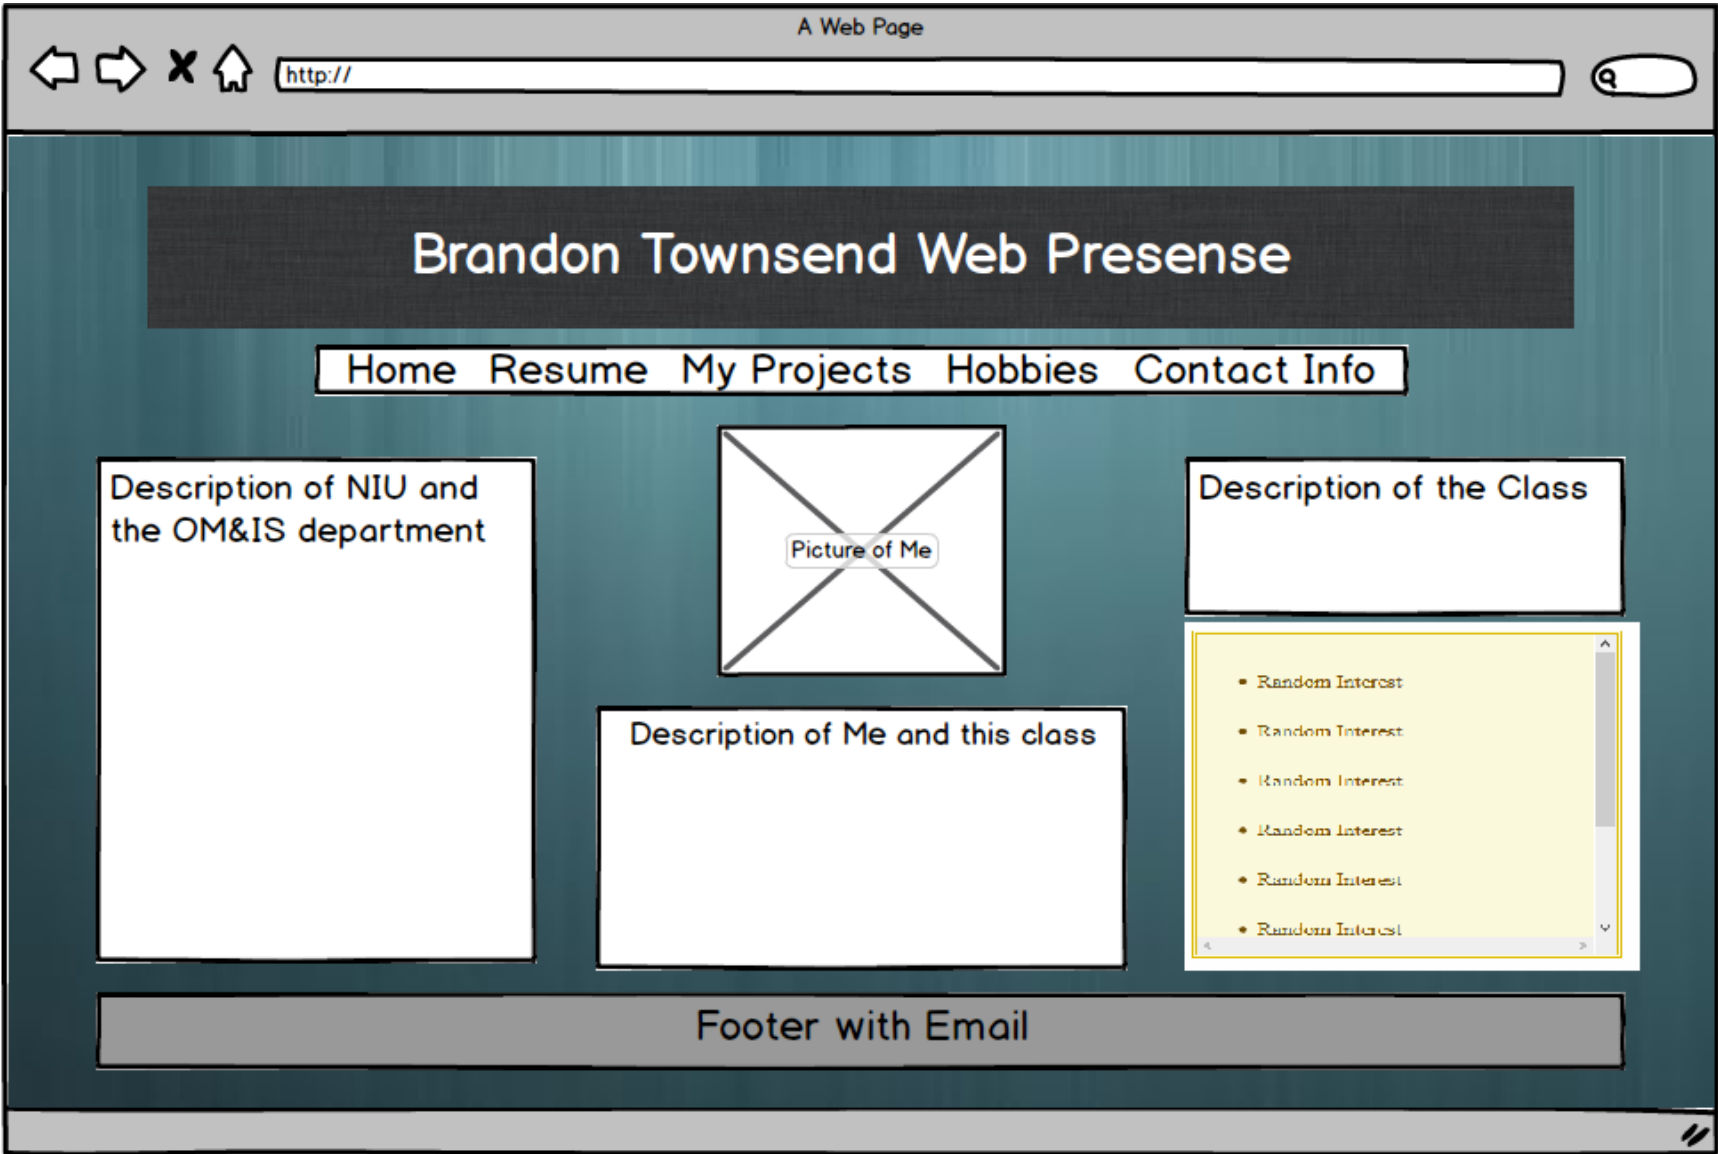 A Web Page
http://
Brandon Townsend Web Presense
Home Resume My Projects Hobbies Contact Info
Description of NIU and
the OM&IS department
Picture of Me
Description of Me and this class
Description of the Class
• Random Interest
• Random Interest
• Random Interest
• Random Interest
• Random Interest
• Random Interest
Footer with Email